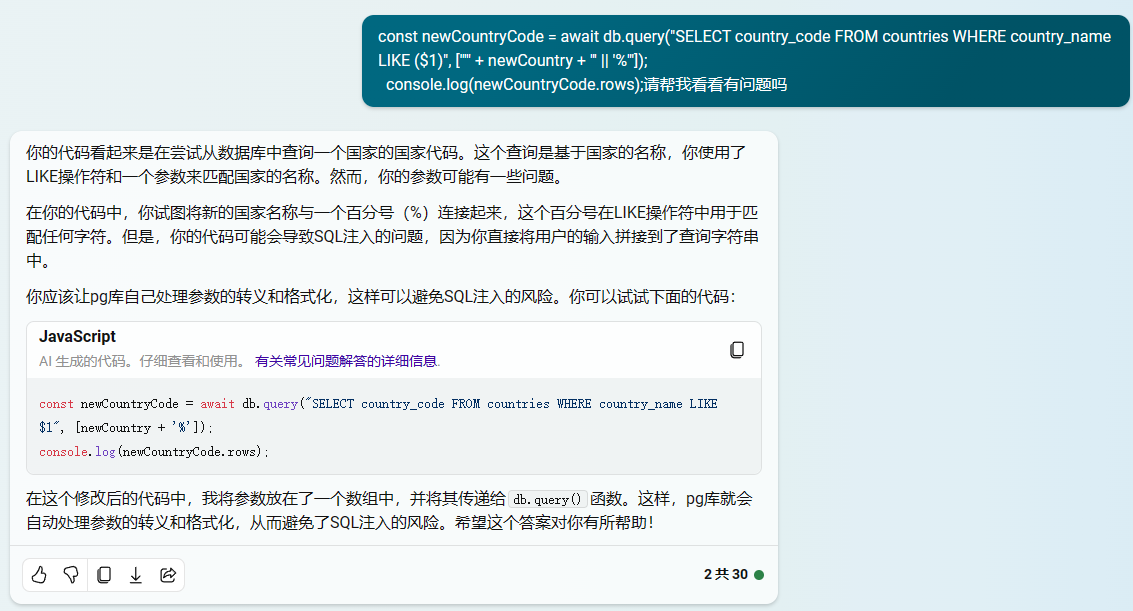 const newCountryCode = await db.query("SELECT country_code FROM countries WHERE country_name
LIKE ($1)", ["'" + newCountry + "' || '%'"]);
console.log(newCountryCode.rows);请帮我看看有问题吗
你的代码看起来是在尝试从数据库中查询一个国家的国家代码。这个查询是基于国家的名称，你使用了
LIKE操作符和一个参数来匹配国家的名称。然而，你的参数可能有一些问题。
在你的代码中，你试图将新的国家名称与一个百分号（%）连接起来，这个百分号在LIKE操作符中用于匹
配任何字符。但是，你的代码可能会导致SQL注入的问题，因为你直接将用户的输入拼接到了查询字符串
中。
你应该让pg库自己处理参数的转义和格式化，这样可以避免SQL注入的风险。你可以试试下面的代码：
JavaScript
AI 生成的代码。仔细查看和使用。 有关常见问题解答的详细信息.
const newCountryCode = await db.query("SELECT country_code FROM countries WHERE country_name LIKE
$1", [newCountry + '%']);
console.log(newCountryCode.rows);
在这个修改后的代码中，我将参数放在了一个数组中，并将其传递给 db.query() 函数。这样，pg库就会
自动处理参数的转义和格式化，从而避免了SQL注入的风险。希望这个答案对你有所帮助！
2 共 30